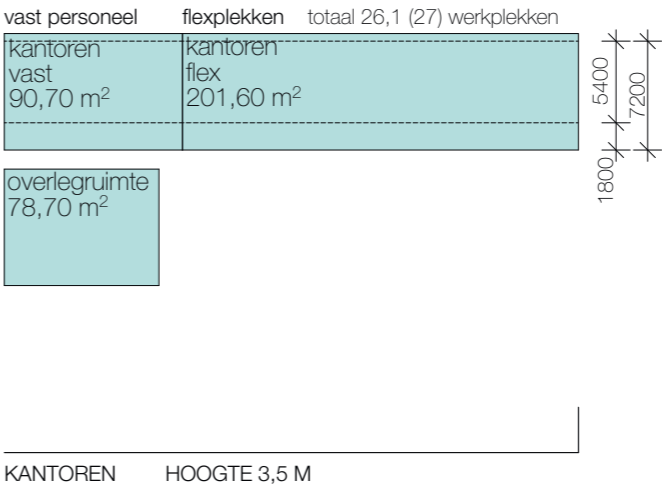 vast personeel flexplekken totaal 26,1 (27) werkplekken
kantoren
vast
90,70 m²
kantoren
flex
201,60 m²
5400
7200
1800
overlegruimte
78,70 m²
KANTOREN HOOGTE 3,5 M